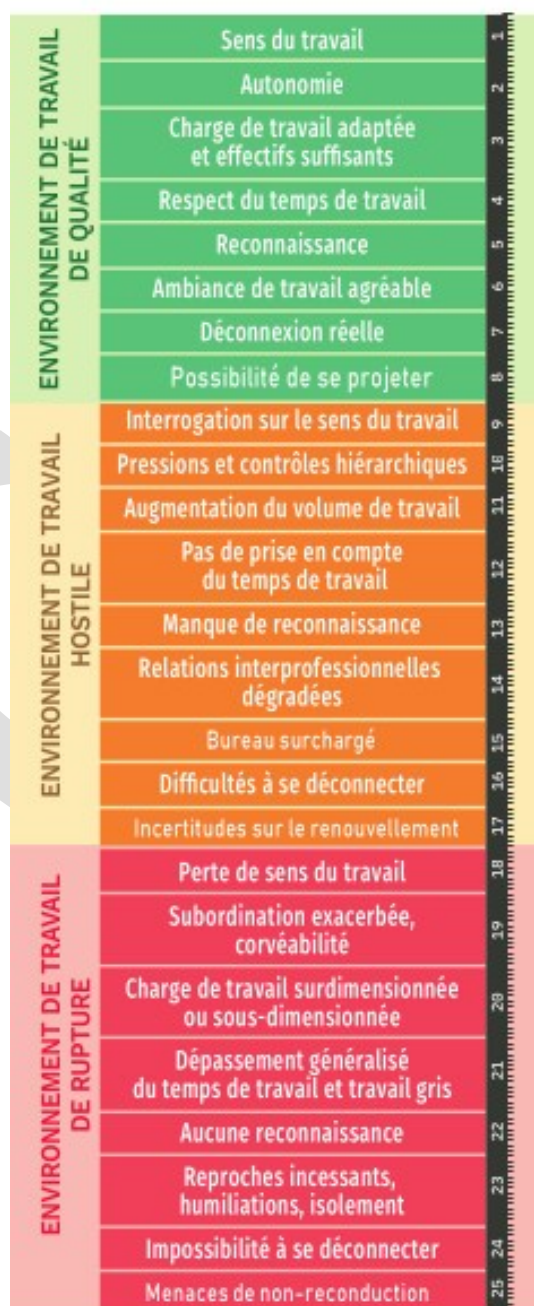 ENVIRONNEMENT DE TRAVAIL
DE QUALITÉ
Sens du travail
1
Autonomie
2
Charge de travail adaptée
et effectifs suffisants
3
Respect du temps de travail
4
Reconnaissance
5
Ambiance de travail agréable
6
Déconnexion réelle
7
Possibilité de se projeter
8
ENVIRONNEMENT DE TRAVAIL
HOSTILE
Interrogation sur le sens du travail
9
Pressions et contrôles hiérarchiques
10
Augmentation du volume de travail
11
Pas de prise en compte
du temps de travail
12
Manque de reconnaissance
13
Relations interprofessionnelles
dégradées
14
Bureau surchargé
15
Difficultés à se déconnecter
16
Incertitudes sur le renouvellement
17
ENVIRONNEMENT DE TRAVAIL
DE RUPTURE
Perte de sens du travail
18
Subordination exacerbée,
corvéabilité
19
Charge de travail surdimensionnée
ou sous-dimensionnée
20
Dépassement généralisé
du temps de travail et travail gris
21
Aucune reconnaissance
22
Reproches incessants,
humiliations, isolement
23
Impossibilité à se déconnecter
24
Menaces de non-reconduction
25